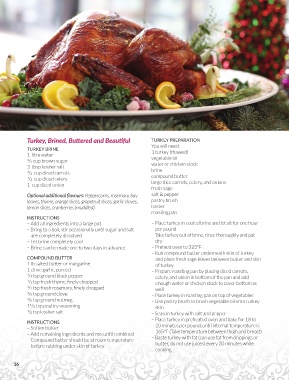 Turkey, Brined, Buttered and Beautiful
TURKEY BRINE
1 litre water
½ cup brown sugar
1 cup kosher salt
½ cup diced carrots
½ cup diced celery
1 cup diced onion
Optional additional flavours: Peppercorns, rosemary, bay
leaves, thyme, orange slices, grapefruit slices, garlic cloves,
lemon slices, cranberries (muddled)
INSTRUCTIONS
- Add all ingredients into a large pot
- Bring to a boil, stir occasionally until sugar and salt
are completely dissolved
- Let brine completely cool
- Brine can be made one to two days in advance
COMPOUND BUTTER
1 lb salted butter or margarine
1 clove garlic, pureed
½ tsp ground black pepper
½ tsp fresh thyme, finely chopped
½ tsp fresh rosemary, finely chopped
½ tsp ground clove
½ tsp ground nutmeg
1½ tsp poultry seasoning
½ tsp kosher salt
INSTRUCTIONS
- Soften butter
- Add remaining ingredients and mix until combined
Compound butter should be at room temperature
before rubbing under skin of turkey
TURKEY PREPARATION
You will need:
1 turkey (thawed)
vegetable oil
water or chicken stock
brine
compound butter
large dice carrots, celery, and onions
fresh sage
salt & pepper
pastry brush
baster
roasting pan
- Place turkey in cooled brine and let sit for one hour
per pound
- Take turkey out of brine, rinse thoroughly and pat
dry
- Preheat oven to 325°F
- Rub compound butter underneath skin of turkey
and place fresh sage leaves between butter and skin
of turkey
- Prepare roasting pan by placing diced carrots,
celery, and onion in bottom of the pan and add
enough water or chicken stock to cover bottom as
well
- Place turkey in roasting pan on top of vegetables
- Use pastry brush to brush vegetable oil onto turkey
skin
- Season turkey with salt and pepper
- Place turkey in preheated oven and bake for 18 to
20 minutes per pound, until internal temperature is
165°F (Take temperature between thigh and breast)
- Baste turkey with fat (can use fat from drippings or
butter, do not use juices) every 30 minutes while
cooking
16